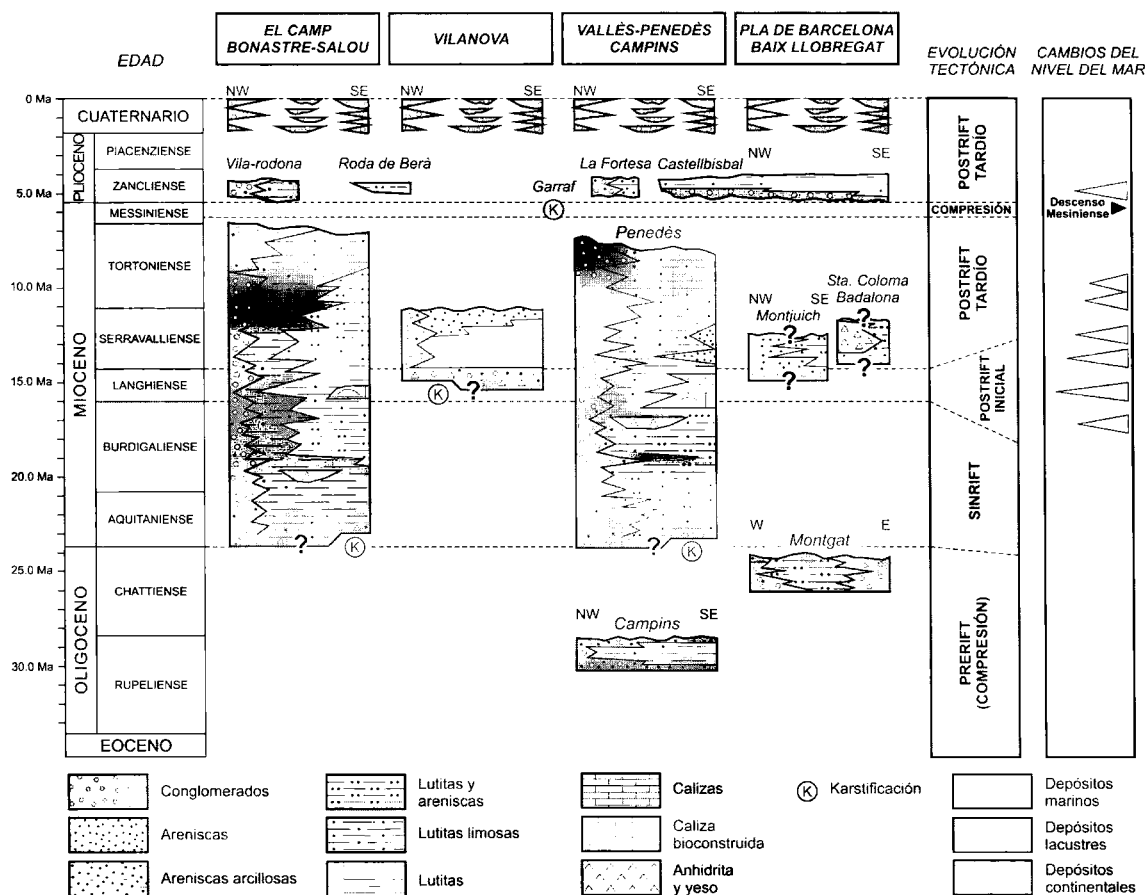 EDAD
EL CAMP
BONASTRE-SALOU
VILANOVA
VALLÈS-PENEDÈS
CAMPINS
PLA DE BARCELONA
BAIX LLOBREGAT
EVOLUCIÓN
TECTÓNICA
CAMBIOS DEL
NIVEL DEL MAR
NW SE
NW SE
NW SE
0 Ma
CUATERNARIO
PLIOCENO
PIACENZIENSE
ZANCLIENSE
5.0 Ma
Vila-rodona
Roda de Berà
Garraf
La Fortesa
Castellbisbal
NW SE
POSTRIFT
TARDÍO
MIOCENO
MESSINIENSE
K
COMPRESIÓN
Descenso
Mesiniense
TORTONIENSE
10.0 Ma
Penedès
NW SE
Montjuich
Sta. Coloma
Badalona
POSTRIFT
TARDÍO
SERRAVALLIENSE
? ?
LANGHIENSE
15.0 Ma
K ?
? ?
POSTRIFT
INICIAL
BURDIGALIENSE
20.0 Ma
AQUITANIENSE
? K
? K
SINRIFT
W E
Montgat
OLIGOCENO
25.0 Ma
CHATTIENSE
NW SE
Campins
30.0 Ma
RUPELIENSE
PRERIFT
(COMPRESIÓN)
EOCENO
Conglomerados
Areniscas
Areniscas arcillosas
Lutitas y
areniscas
Lutitas limosas
Lutitas
Calizas
Caliza
bioconstruida
Anhidrita
y yeso
K Karstificación
Depósitos
marinos
Depósitos
lacustres
Depósitos
continentales